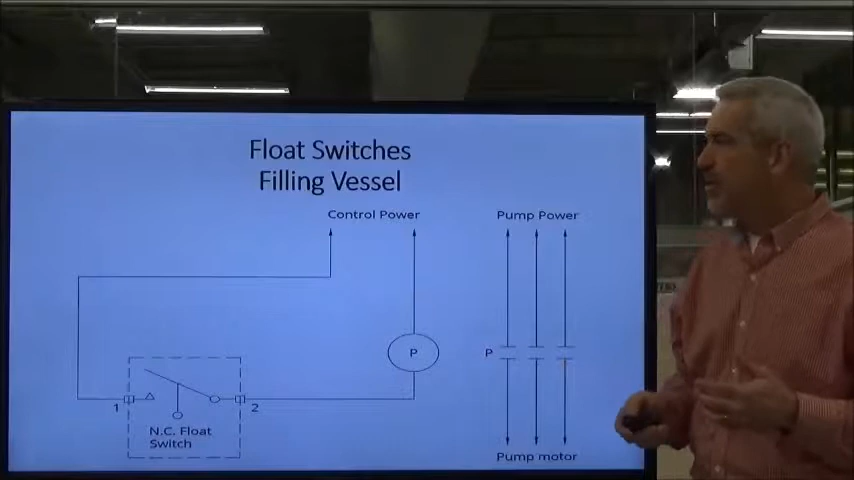 Float Switches
Filling Vessel
Control Power
Pump Power
P
P
1
2
N.C. Float
Switch
Pump motor